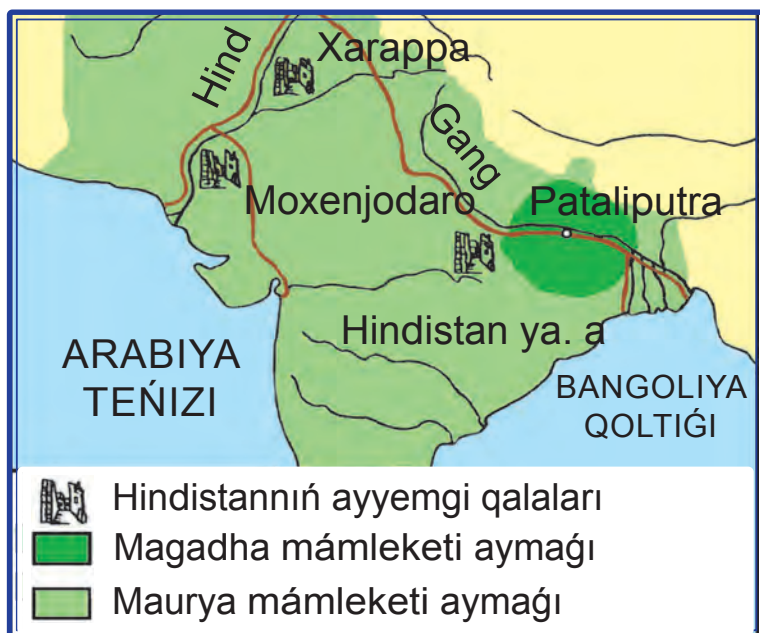 Hind
Xarappa
Gang
Moxenjodaro
Pataliputra
Hindistan ya. a
ARABIYA
TEŃIZI
BANGOLIYA
QOLTIǴI
Hindistannıń ayyemgi qalaları
Magadha mámleketi aymaǵı
Maurya mámleketi aymaǵı